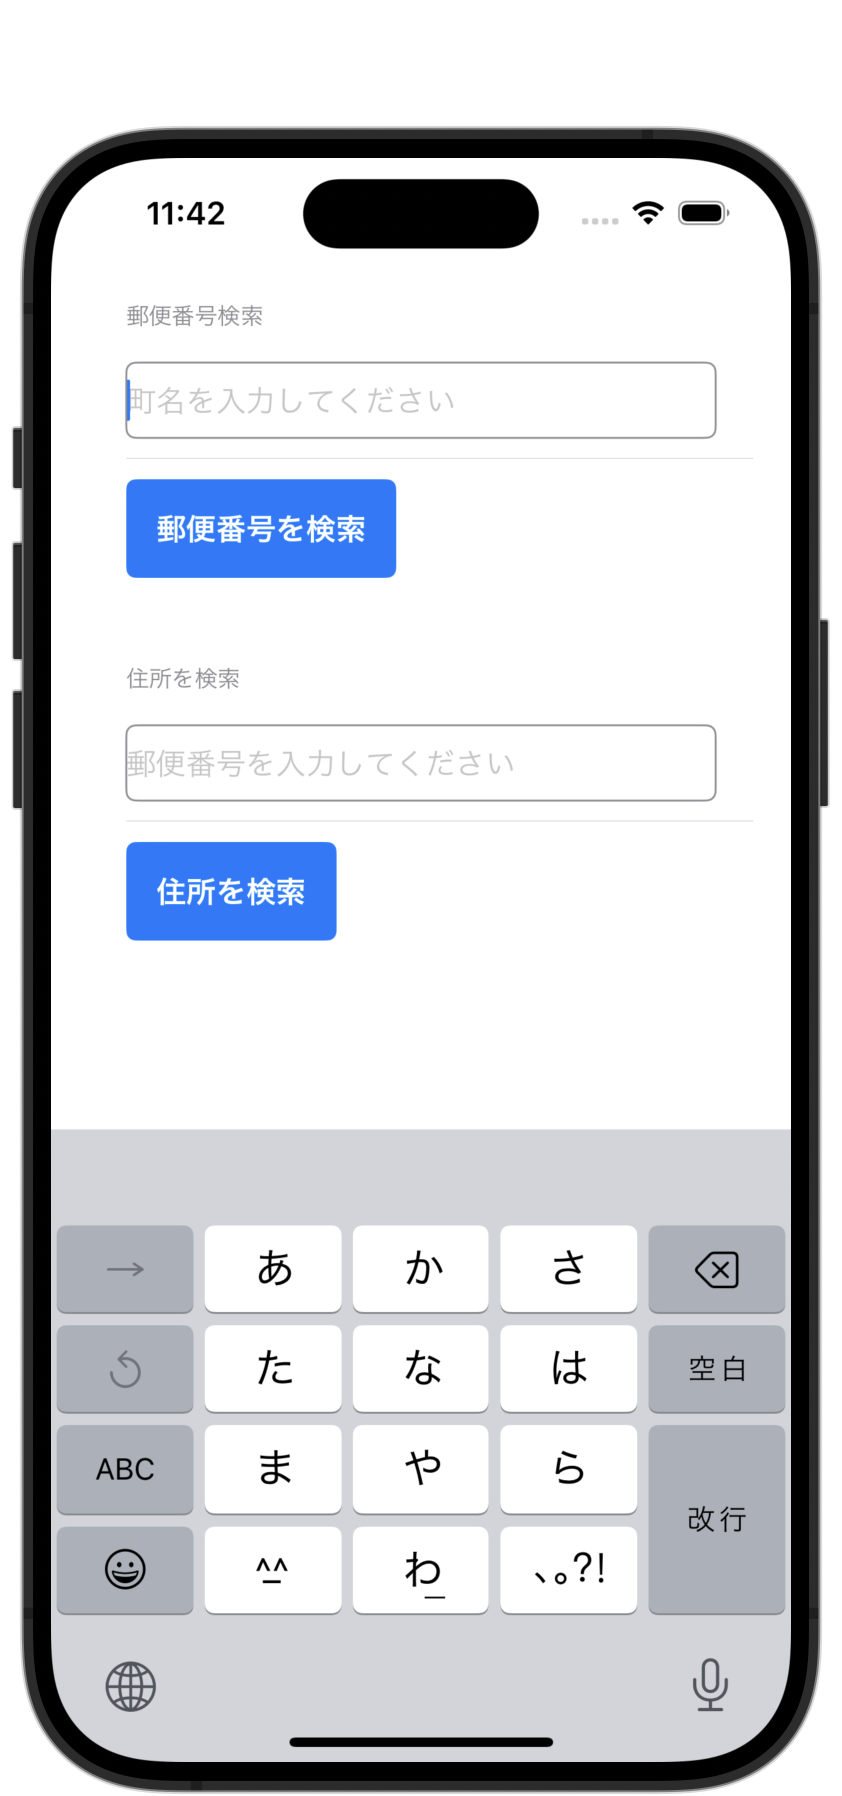 11:42
郵便番号検索
町名を入力してください
郵便番号を検索
住所を検索
郵便番号を入力してください
住所を検索
→ あ か さ
た な は 空白
ABC ま や ら 改行
^_^ わ_ 、。?!